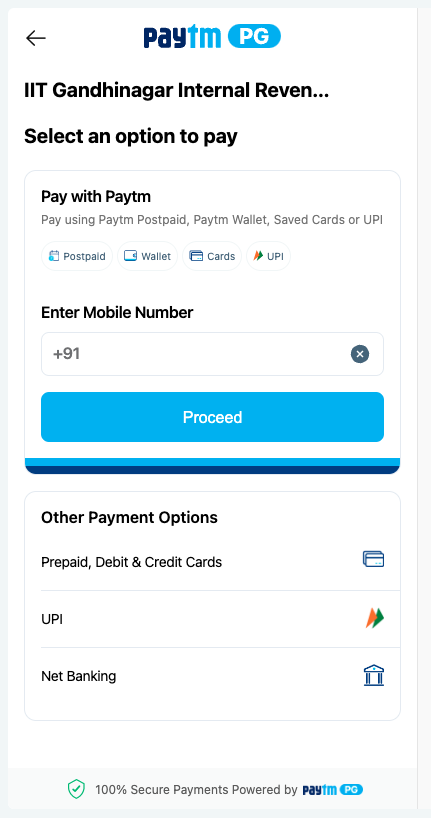 paytm PG
IIT Gandhinagar Internal Reven...
Select an option to pay
Pay with Paytm
Pay using Paytm Postpaid, Paytm Wallet, Saved Cards or UPI
Postpaid Wallet Cards UPI
Enter Mobile Number
+91
Proceed
Other Payment Options
Prepaid, Debit & Credit Cards
UPI
Net Banking
100% Secure Payments Powered by paytm PG